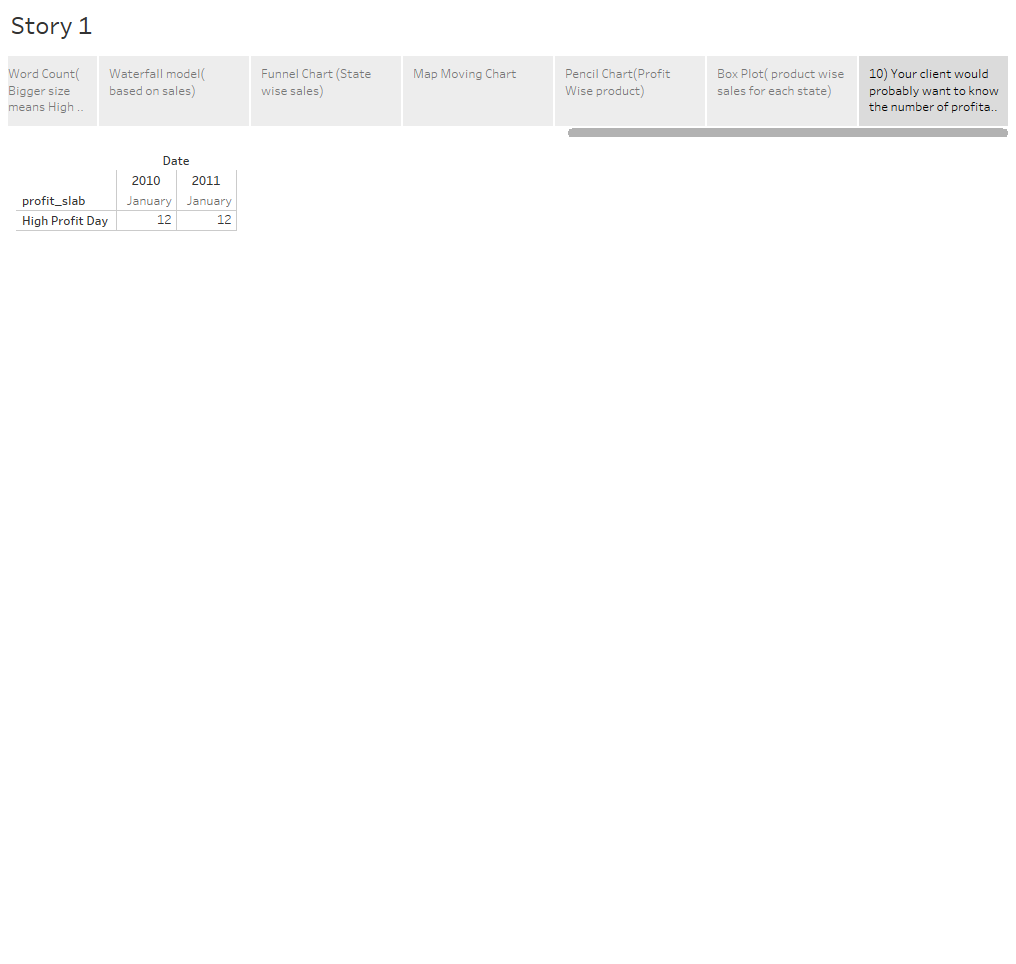 Story 1
Word Count(
Bigger size
means High ..
Waterfall model(
based on sales)
Funnel Chart (State
wise sales)
Map Moving Chart
Pencil Chart(Profit
Wise product)
Box Plot( product wise
sales for each state)
10) Your client would
probably want to know
the number of profita..
Date
2010 2011
profit_slab January January
High Profit Day 12 12